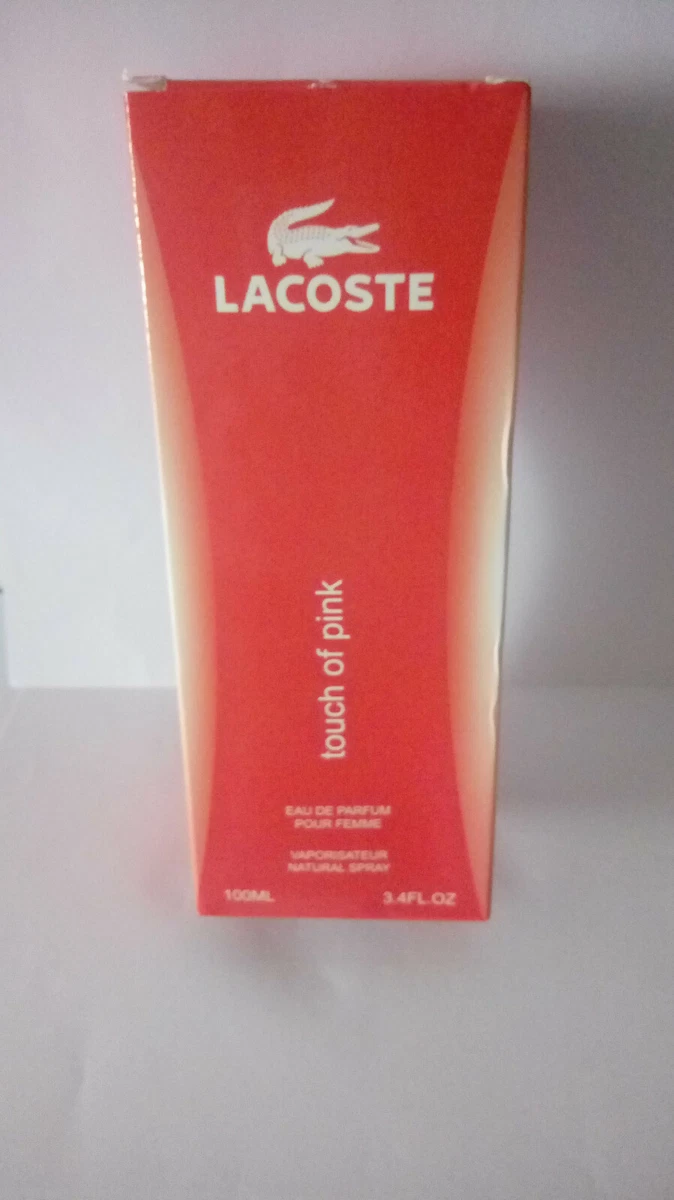 LACOSTE
touch of pink
EAU DE PARFUM
POUR FEMME
VAPORISATEUR
NATURAL SPRAY
100ML
3.4FL.OZ